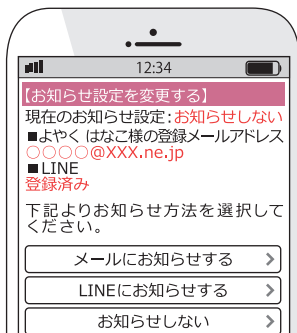 12:34
【お知らせ設定を変更する】
現在のお知らせ設定:お知らせしない
■よやく はなこ様の登録メールアドレス
○○○○@XXX.ne.jp
■LINE
登録済み
下記よりお知らせ方法を選択して
ください。
メールにお知らせする >
LINEにお知らせする >
お知らせしない >